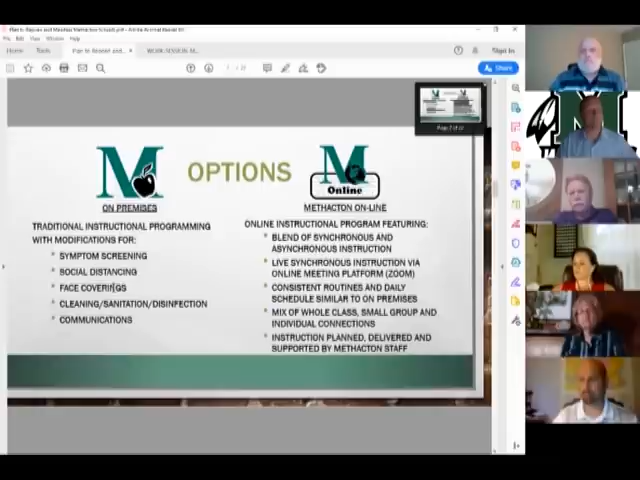 Home Tools
WORK SESSION
Sign In
Share
OPTIONS
M
M
Online
ON PREMISES
METHACTON ON-LINE
TRADITIONAL INSTRUCTIONAL PROGRAMMING
WITH MODIFICATIONS FOR:
SYMPTOM SCREENING
SOCIAL DISTANCING
FACE COVERINGS
CLEANING/SANITATION/DISINFECTION
COMMUNICATIONS
ONLINE INSTRUCTIONAL PROGRAM FEATURING:
BLEND OF SYNCHRONOUS AND
ASYNCHRONOUS INSTRUCTION
LIVE SYNCHRONOUS INSTRUCTION VIA
ONLINE MEETING PLATFORM (ZOOM)
CONSISTENT ROUTINES AND DAILY
SCHEDULE SIMILAR TO ON PREMISES
MIX OF WHOLE CLASS, SMALL GROUP AND
INDIVIDUAL CONNECTIONS
INSTRUCTION PLANNED, DELIVERED AND
SUPPORTED BY METHACTON STAFF